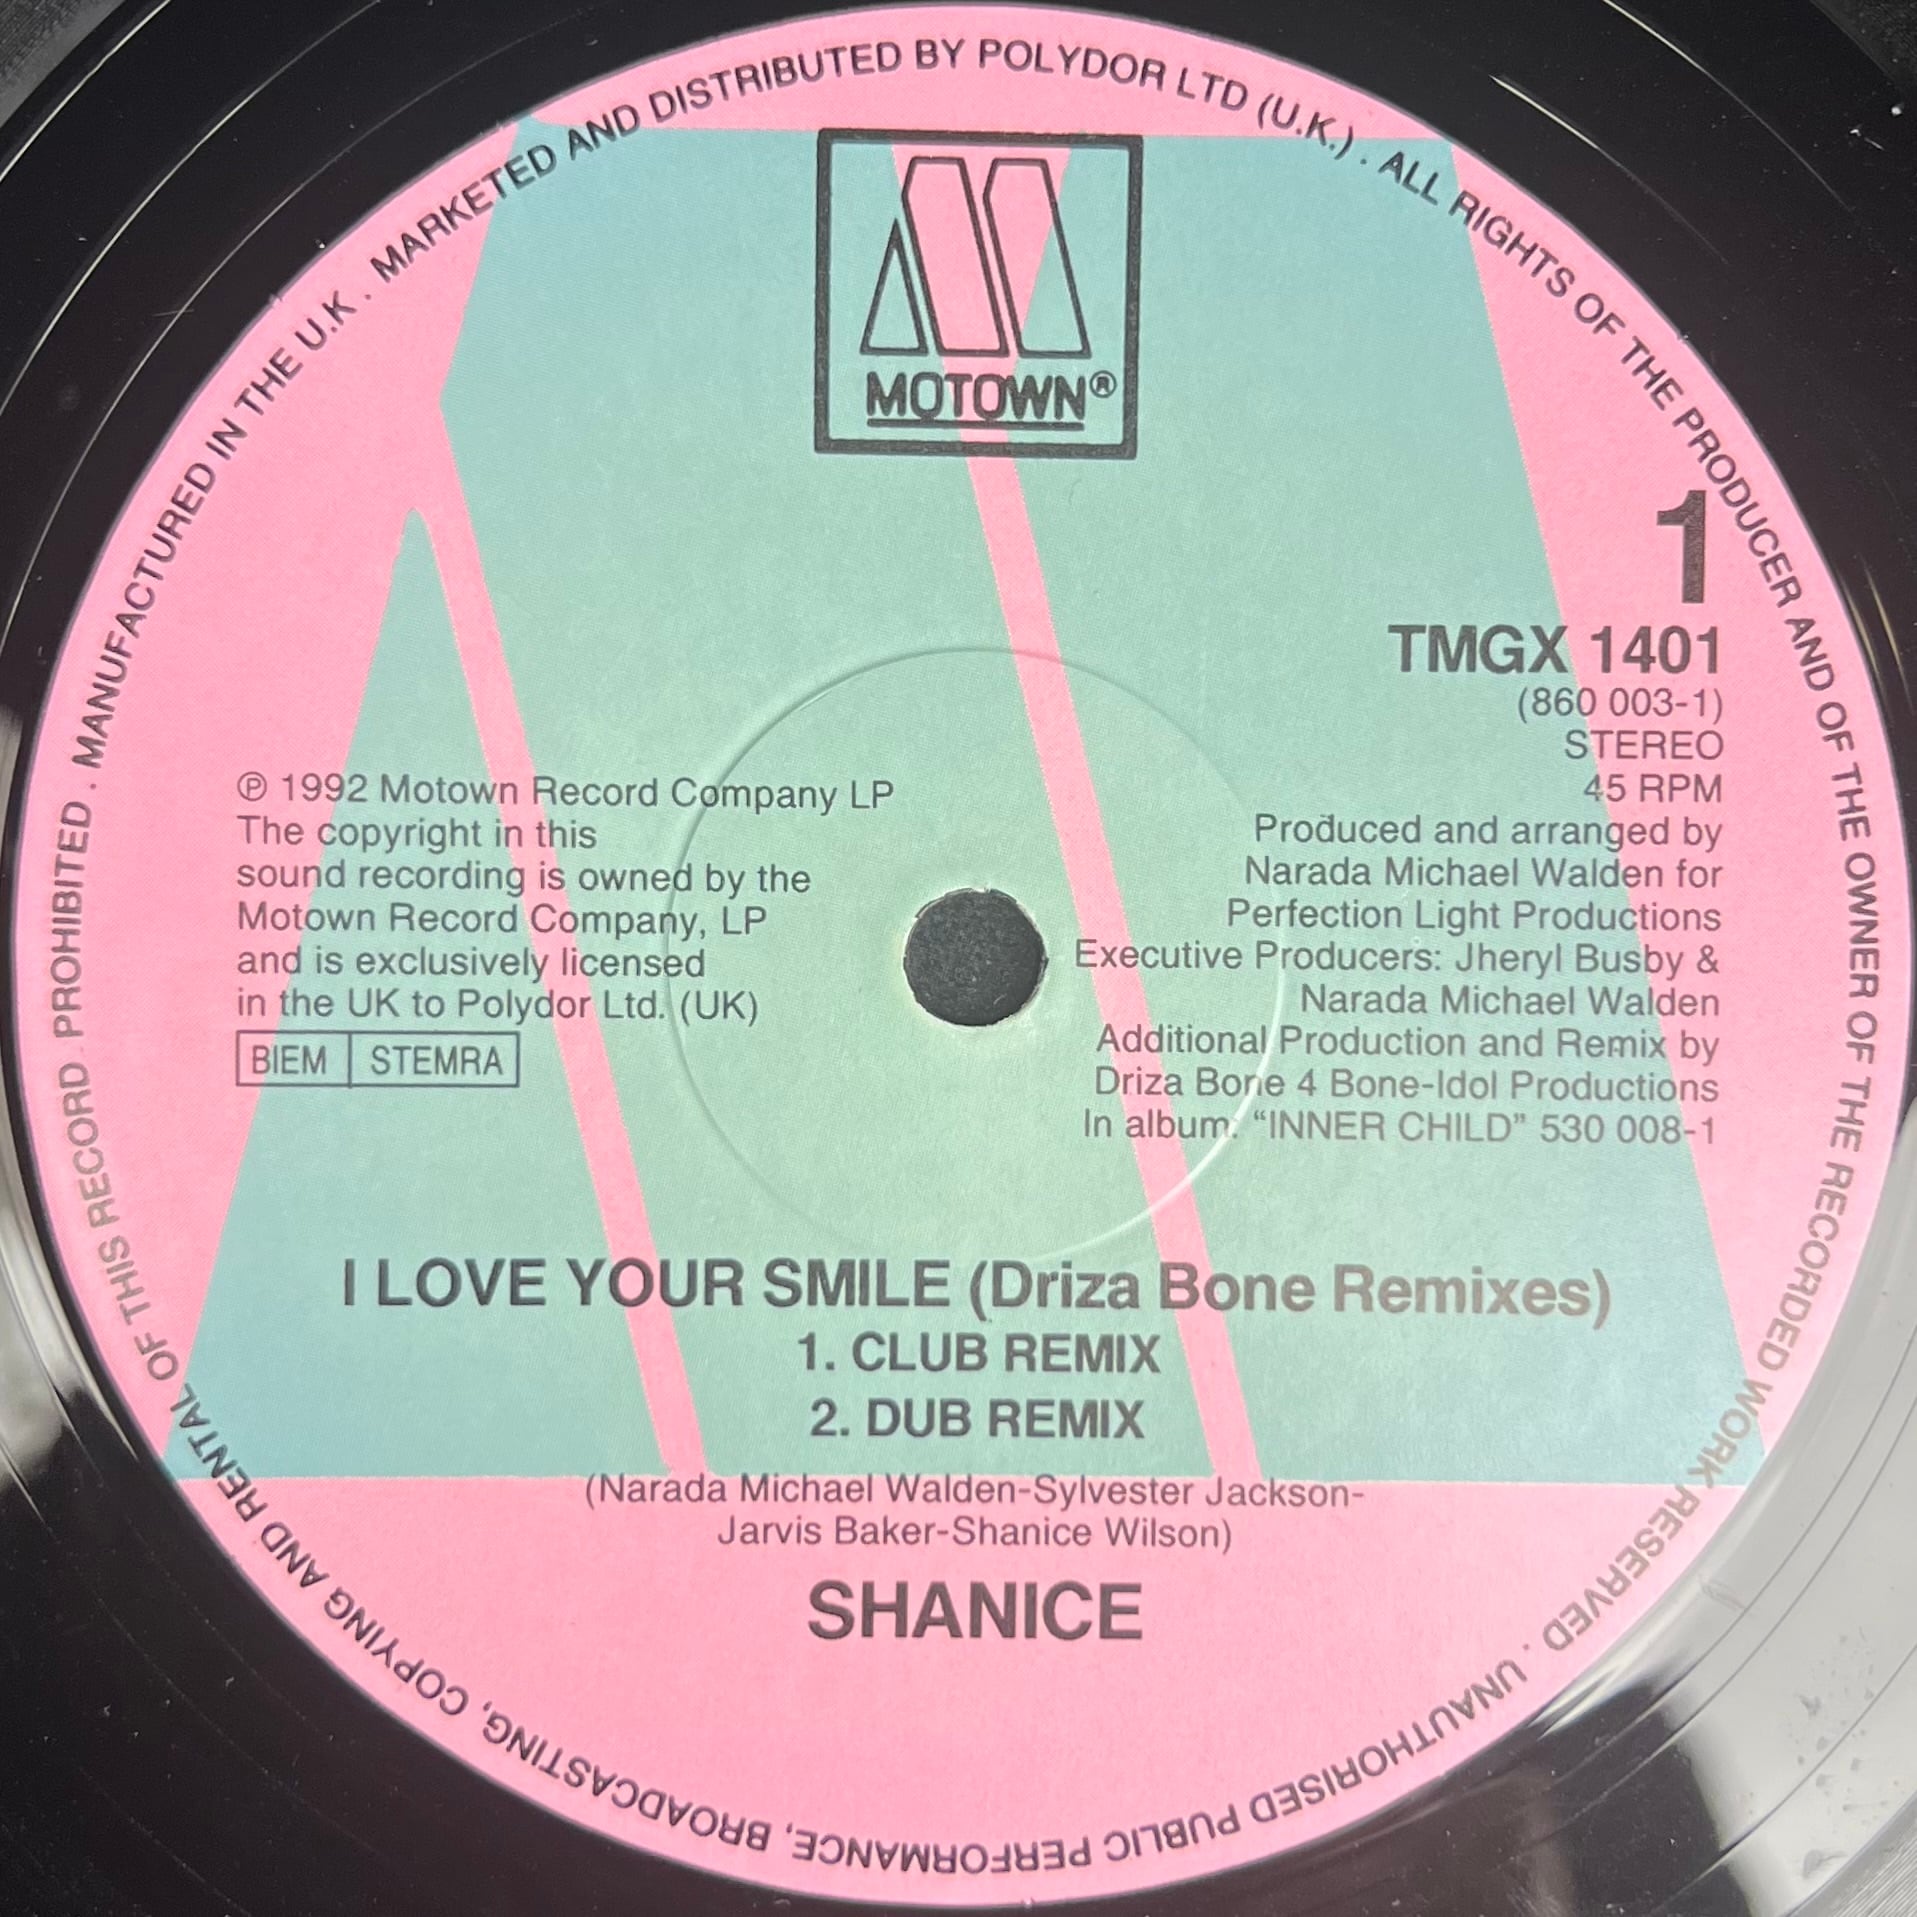 MANUFACTURED IN THE U.K . MARKETED AND DISTRIBUTED BY POLYDOR LTD (U.K.) . ALL RIGHTS OF THE PRODUCER AND OF THE OWNER OF THE RECORDED WORK RESERVED . UNAUTHORISED PUBLIC PERFORMANCE, BROADCASTING, COPYING AND RENTAL OF THIS RECORD PROHIBITED .
MOTOWN®
1
TMGX 1401
(860 003-1)
STEREO
45 RPM
Produced and arranged by
Narada Michael Walden for
Perfection Light Productions
Executive Producers: Jheryl Busby &
Narada Michael Walden
Additional Production and Remix by
Driza Bone 4 Bone-Idol Productions
In album: “INNER CHILD” 530 008-1
℗ 1992 Motown Record Company LP
The copyright in this
sound recording is owned by the
Motown Record Company, LP
and is exclusively licensed
in the UK to Polydor Ltd. (UK)
BIEM STEMRA
I LOVE YOUR SMILE (Driza Bone Remixes)
1. CLUB REMIX
2. DUB REMIX
(Narada Michael Walden-Sylvester Jackson-
Jarvis Baker-Shanice Wilson)
SHANICE